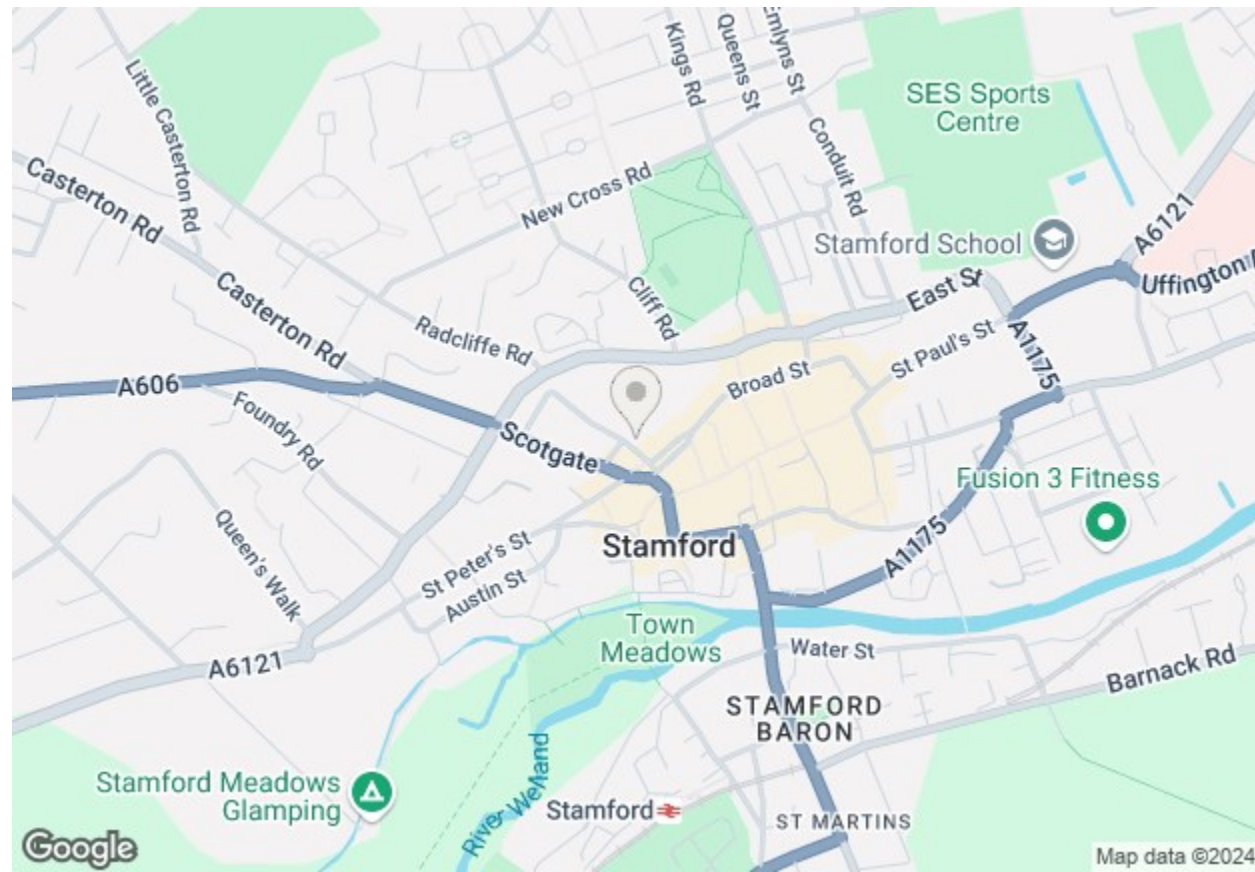 Kings Rd
Queens St
Emlyns St
Little Casterton Rd
SES Sports
Centre
Conduit Rd
Casterton Rd
New Cross Rd
Stamford School
A6121
Uffington
Casterton Rd
Cliff Rd
East St
Radcliffe Rd
St Paul's St
A1175
A606
Broad St
Foundry Rd
Scotgate
Fusion 3 Fitness
Queen's Walk
Stamford
St Peter's St
A1175
Austin St
Town
Meadows
Water St
A6121
Barnack Rd
STAMFORD
BARON
River Welland
Stamford Meadows
Glamping
Stamford
ST MARTINS
Google
Map data ©2024